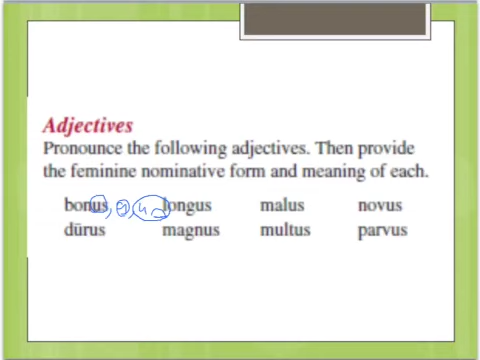 Adjectives
Pronounce the following adjectives. Then provide
the feminine nominative form and meaning of each.
bonus, a, longus malus novus
dūrus magnus multus parvus